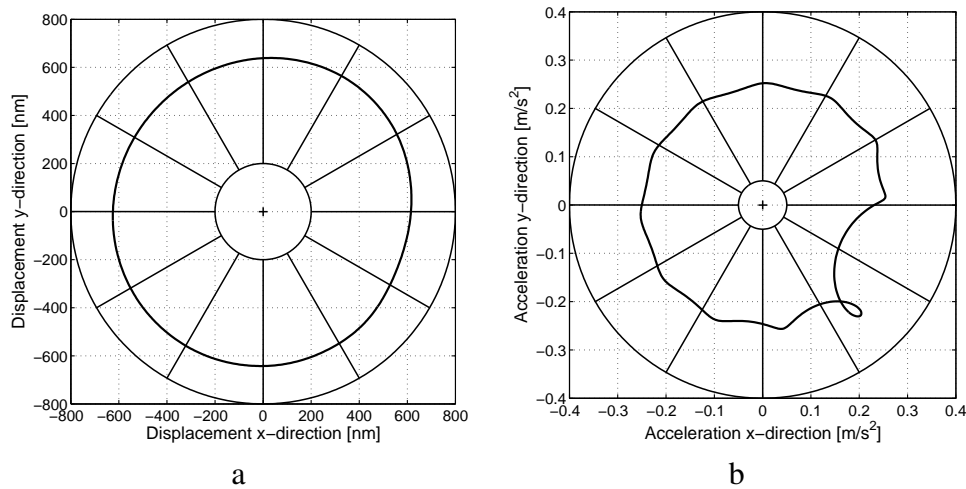 800
600
400
200
0
−200
−400
−600
−800
−800 −600 −400 −200 0 200 400 600 800
Displacement y−direction [nm]
Displacement x−direction [nm]
a
0.4
0.3
0.2
0.1
0
−0.1
−0.2
−0.3
−0.4
−0.4 −0.3 −0.2 −0.1 0 0.1 0.2 0.3 0.4
Acceleration y−direction [m/s²]
Acceleration x−direction [m/s²]
b